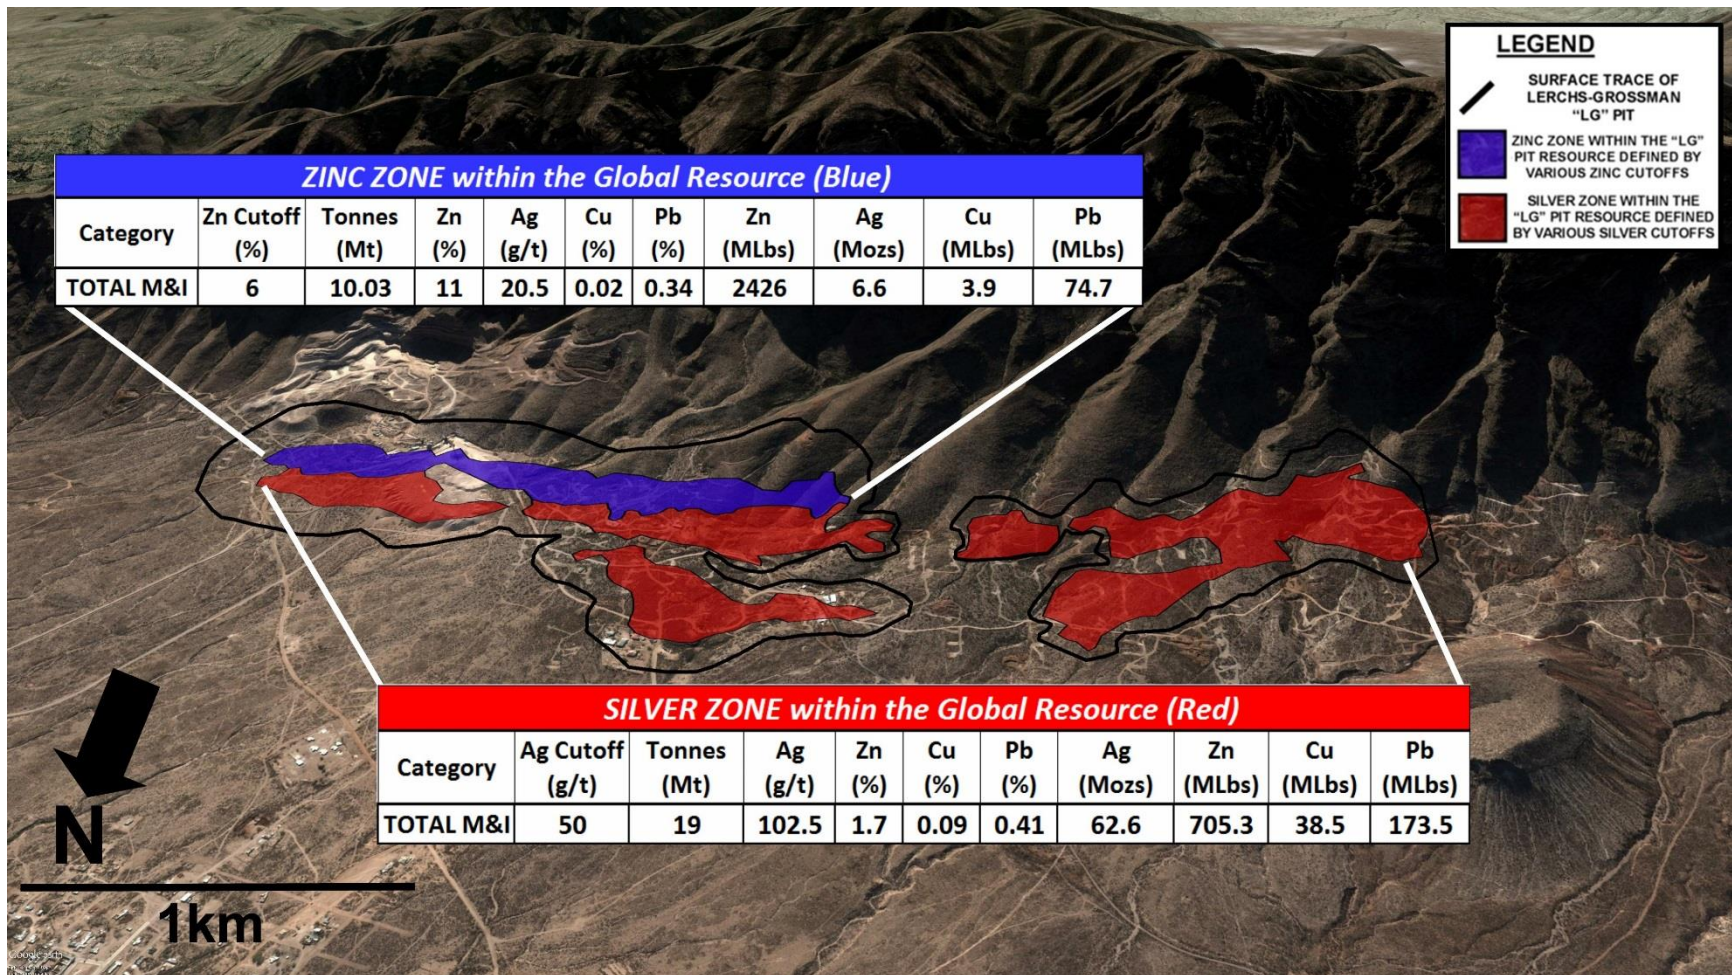 LEGEND
SURFACE TRACE OF
LERCHS-GROSSMAN
“LG” PIT
ZINC ZONE WITHIN THE “LG”
PIT RESOURCE DEFINED BY
VARIOUS ZINC CUTOFFS
SILVER ZONE WITHIN THE
“LG” PIT RESOURCE DEFINED
BY VARIOUS SILVER CUTOFFS
ZINC ZONE within the Global Resource (Blue)
Category Zn Cutoff (%) Tonnes (Mt) Zn (%) Ag (g/t) Cu (%) Pb (%) Zn (MLbs) Ag (Mozs) Cu (MLbs) Pb (MLbs)
TOTAL M&I 6 10.03 11 20.5 0.02 0.34 2426 6.6 3.9 74.7
SILVER ZONE within the Global Resource (Red)
Category Ag Cutoff (g/t) Tonnes (Mt) Ag (g/t) Zn (%) Cu (%) Pb (%) Ag (Mozs) Zn (MLbs) Cu (MLbs) Pb (MLbs)
TOTAL M&I 50 19 102.5 1.7 0.09 0.41 62.6 705.3 38.5 173.5
N
1km